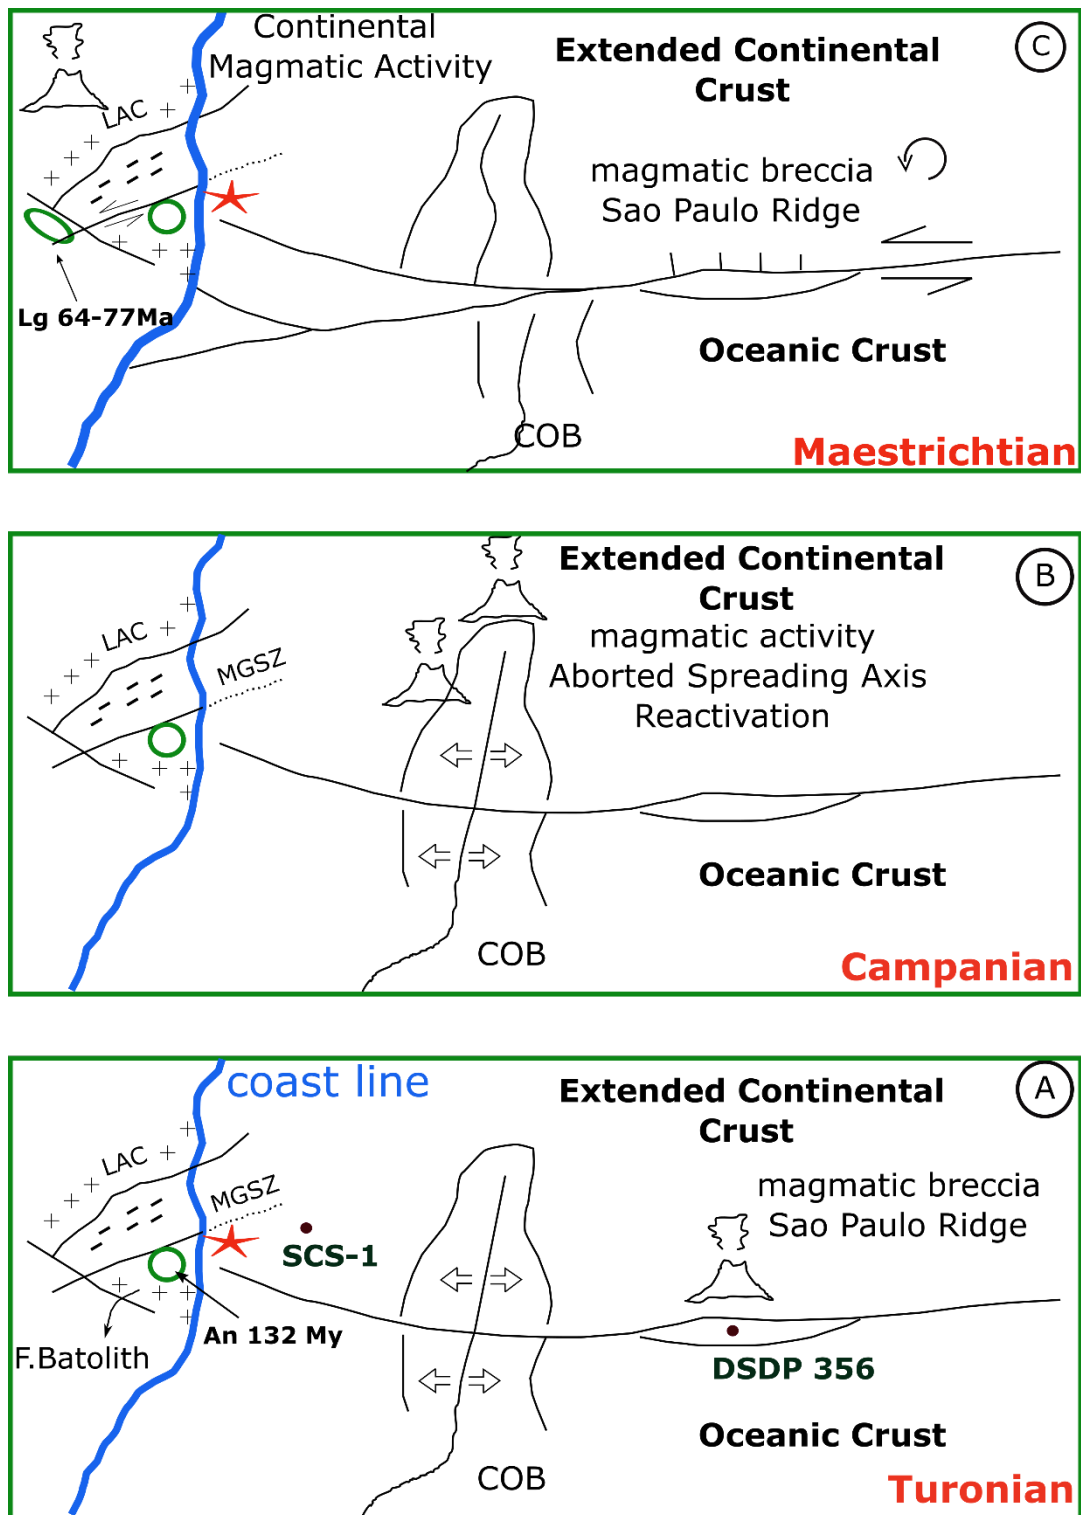 Continental
Magmatic Activity
Extended Continental
Crust
C
LAC
magmatic breccia
Sao Paulo Ridge
Lg 64-77Ma
Oceanic Crust
COB
Maestrichtian
Extended Continental
Crust
B
magmatic activity
Aborted Spreading Axis
Reactivation
LAC
MGSZ
Oceanic Crust
COB
Campanian
coast line
Extended Continental
Crust
A
LAC
MGSZ
magmatic breccia
Sao Paulo Ridge
SCS-1
An 132 My
F.Batolith
DSDP 356
Oceanic Crust
COB
Turonian